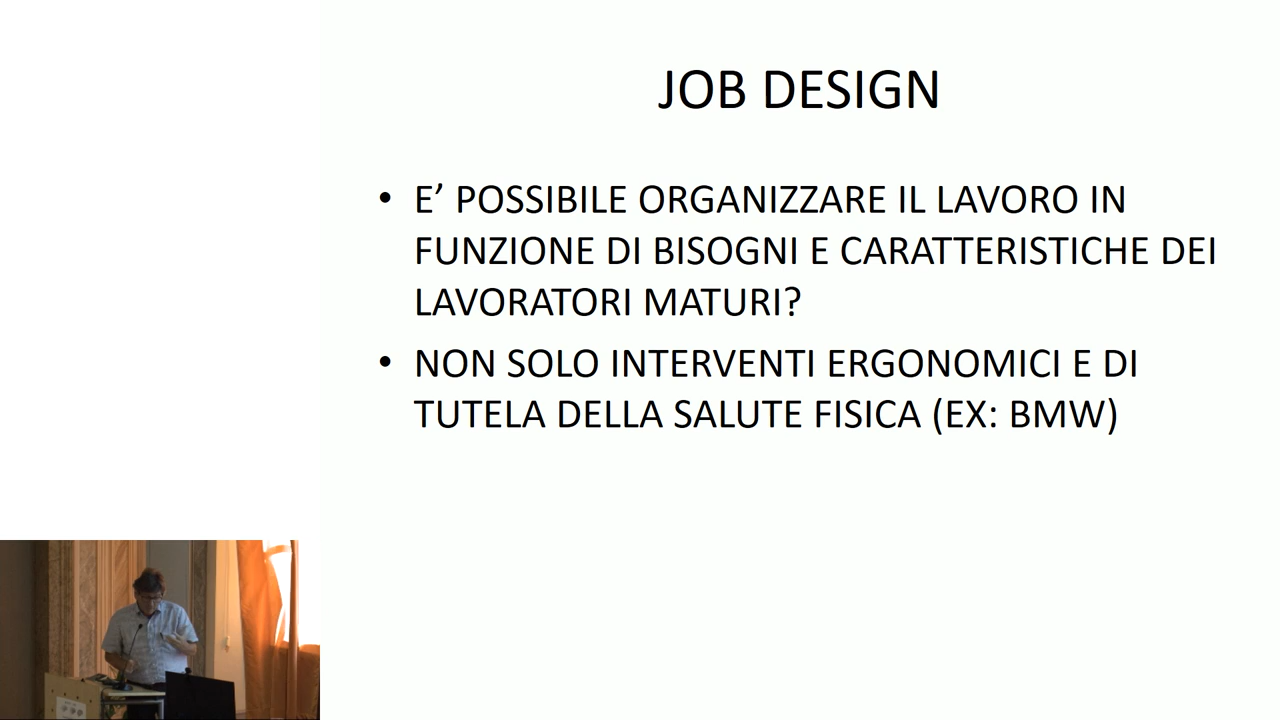 JOB DESIGN
• E’ POSSIBILE ORGANIZZARE IL LAVORO IN
FUNZIONE DI BISOGNI E CARATTERISTICHE DEI
LAVORATORI MATURI?
• NON SOLO INTERVENTI ERGONOMICI E DI
TUTELA DELLA SALUTE FISICA (EX: BMW)